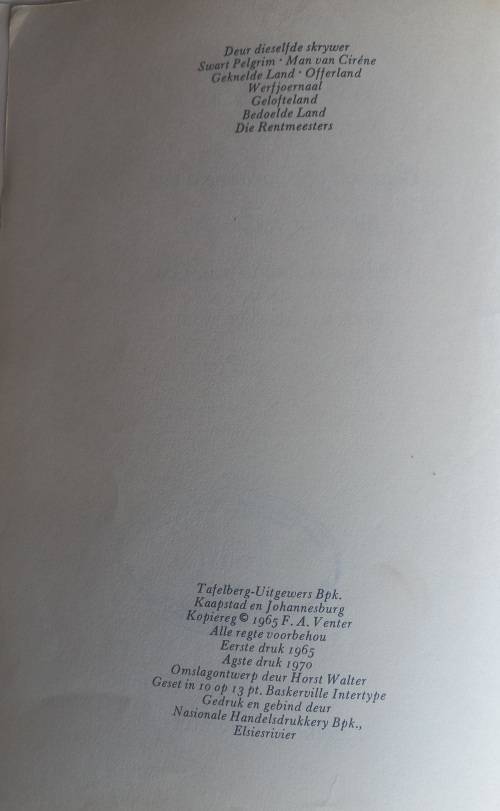 Deur dieselfde skrywer
Swart Pelgrim · Man van Ciréne
Geknelde Land · Offerland
Werfjoernaal
Gelofteland
Bedoelde Land
Die Rentmeesters
Tafelberg-Uitgewers Bpk.
Kaapstad en Johannesburg
Kopiereg © 1965 F. A. Venter
Alle regte voorbehou
Eerste druk 1965
Agste druk 1970
Omslagontwerp deur Horst Walter
Geset in 10 op 13 pt. Baskerville Intertype
Gedruk en gebind deur
Nasionale Handelsdrukkery Bpk.,
Elsiesrivier